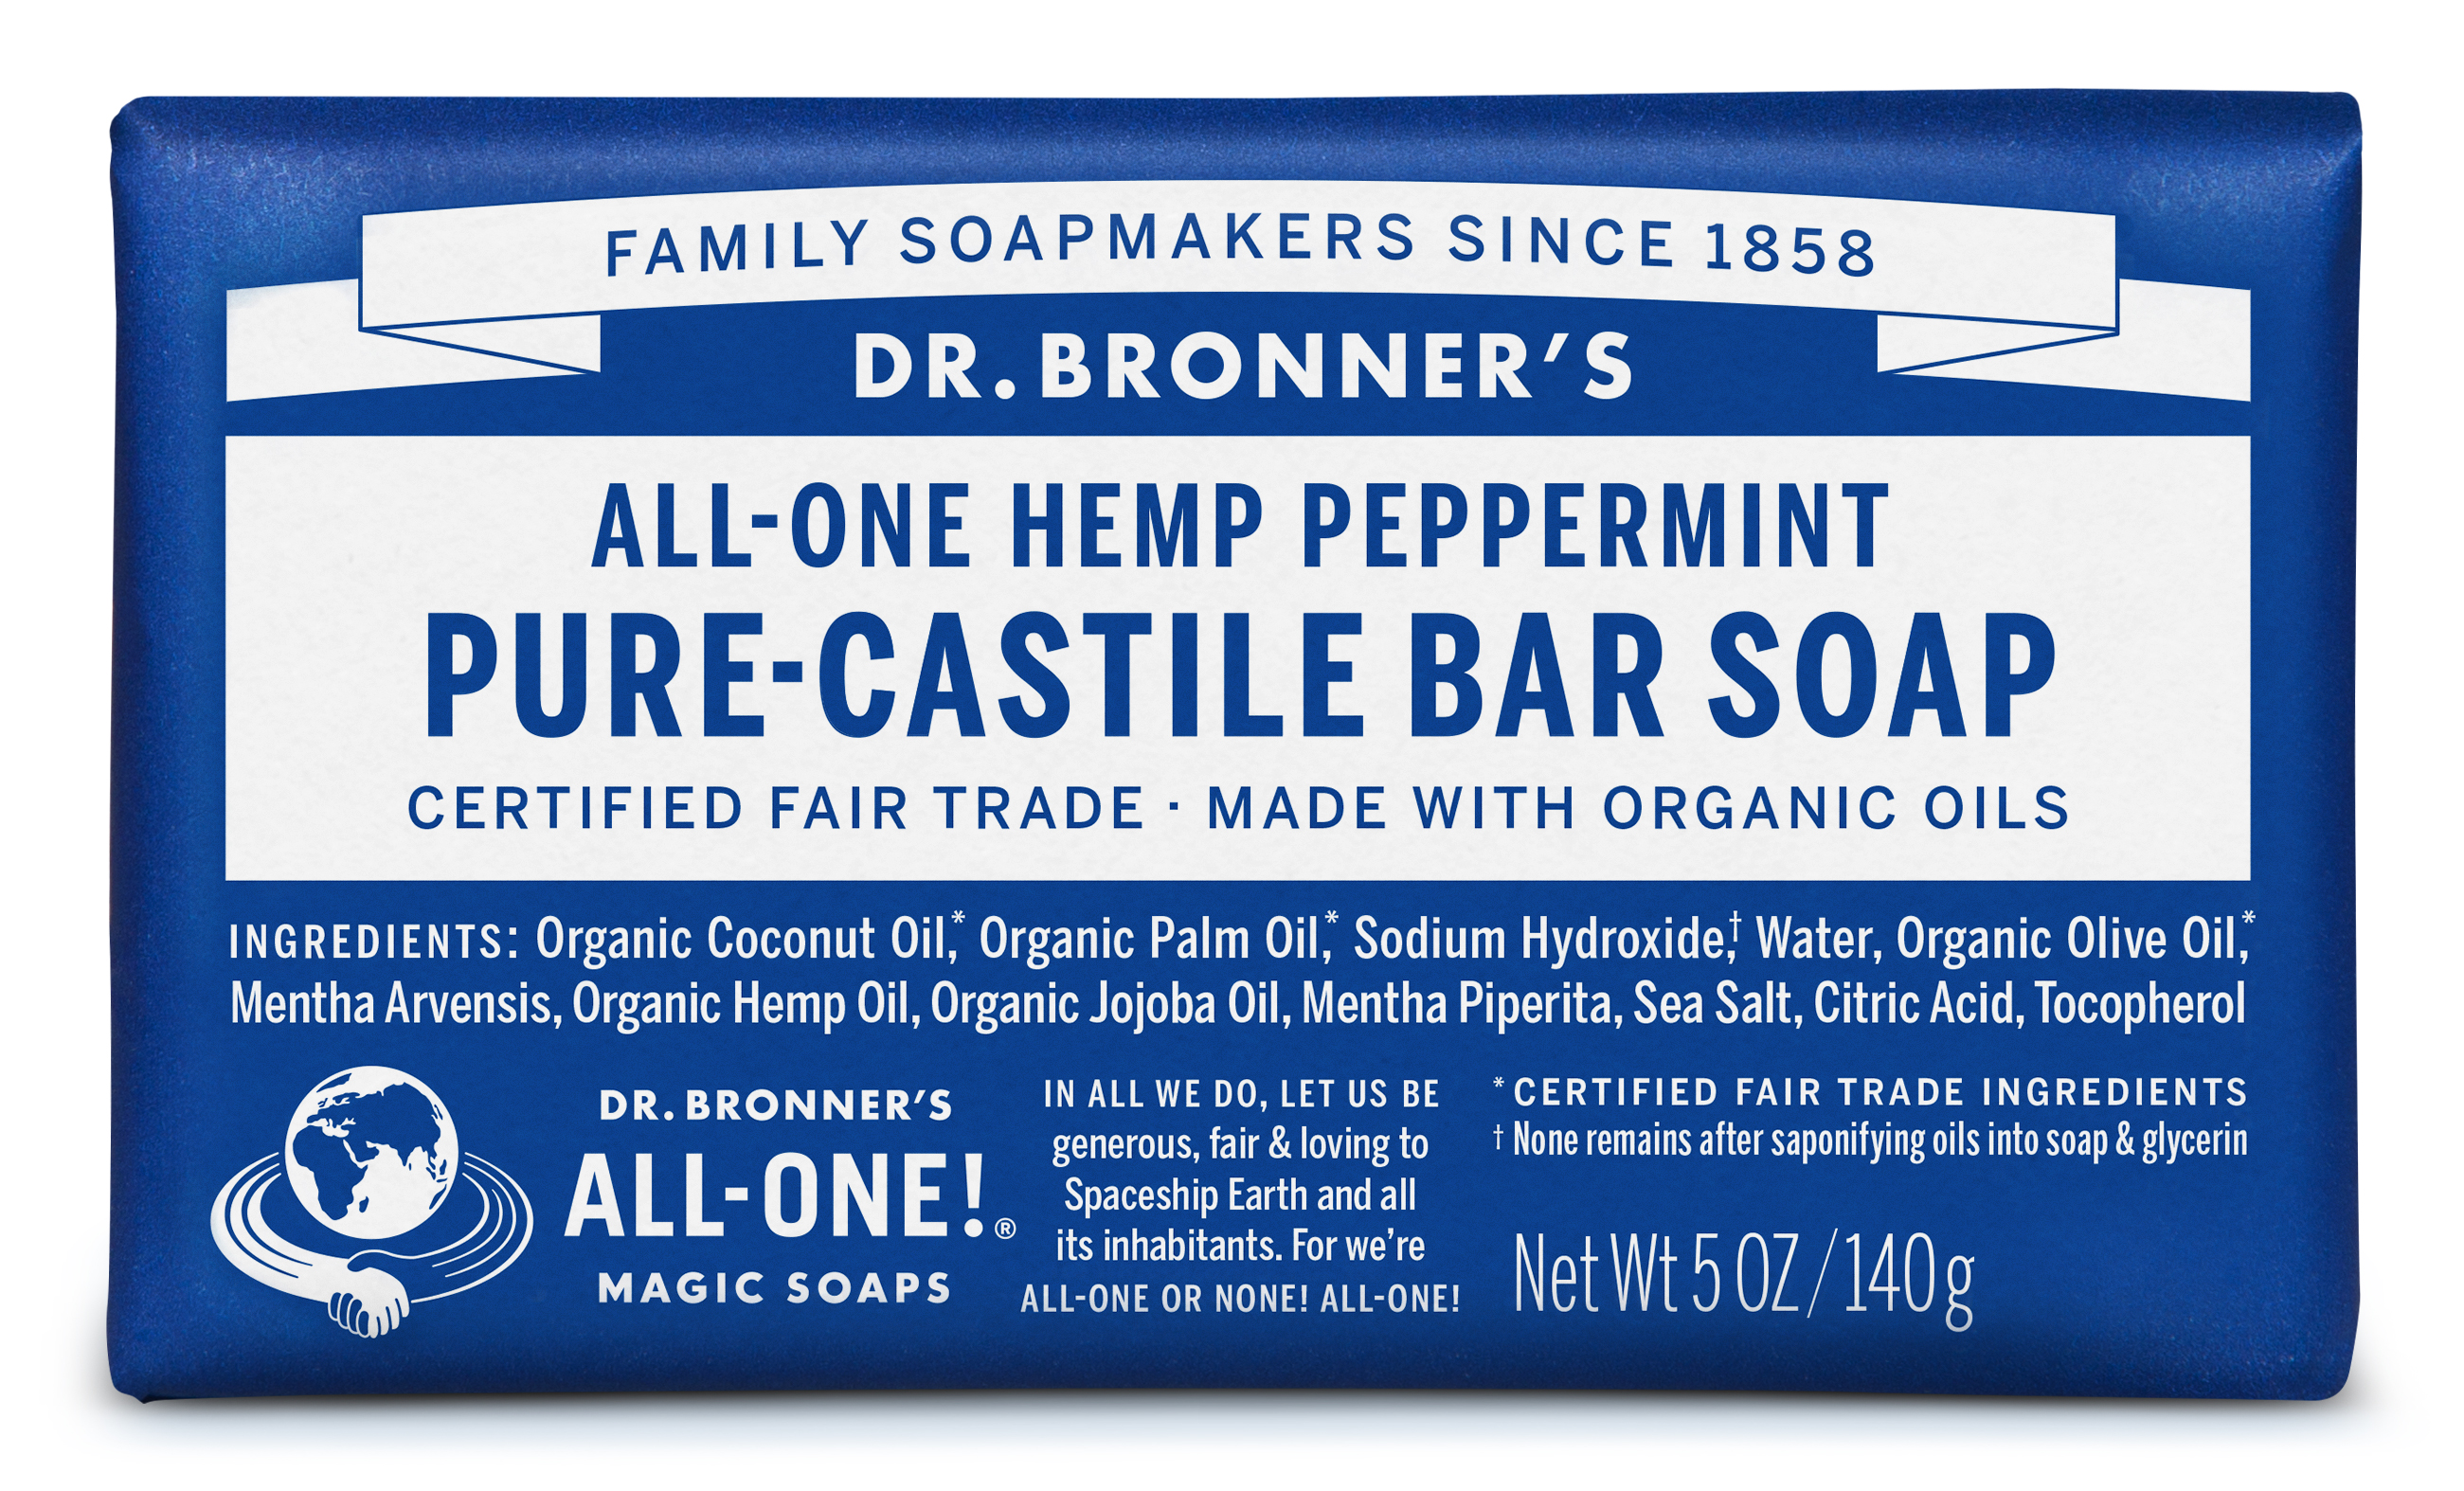 FAMILY SOAPMAKERS SINCE 1858
DR. BRONNER'S
ALL-ONE HEMP PEPPERMINT
PURE-CASTILE BAR SOAP
CERTIFIED FAIR TRADE · MADE WITH ORGANIC OILS
INGREDIENTS: Organic Coconut Oil,* Organic Palm Oil,* Sodium Hydroxide,† Water, Organic Olive Oil,*
Mentha Arvensis, Organic Hemp Oil, Organic Jojoba Oil, Mentha Piperita, Sea Salt, Citric Acid, Tocopherol
DR. BRONNER'S
ALL-ONE!®
MAGIC SOAPS
IN ALL WE DO, LET US BE
generous, fair & loving to
Spaceship Earth and all
its inhabitants. For we're
ALL-ONE OR NONE! ALL-ONE!
* CERTIFIED FAIR TRADE INGREDIENTS
† None remains after saponifying oils into soap & glycerin
Net Wt 5 OZ/140g